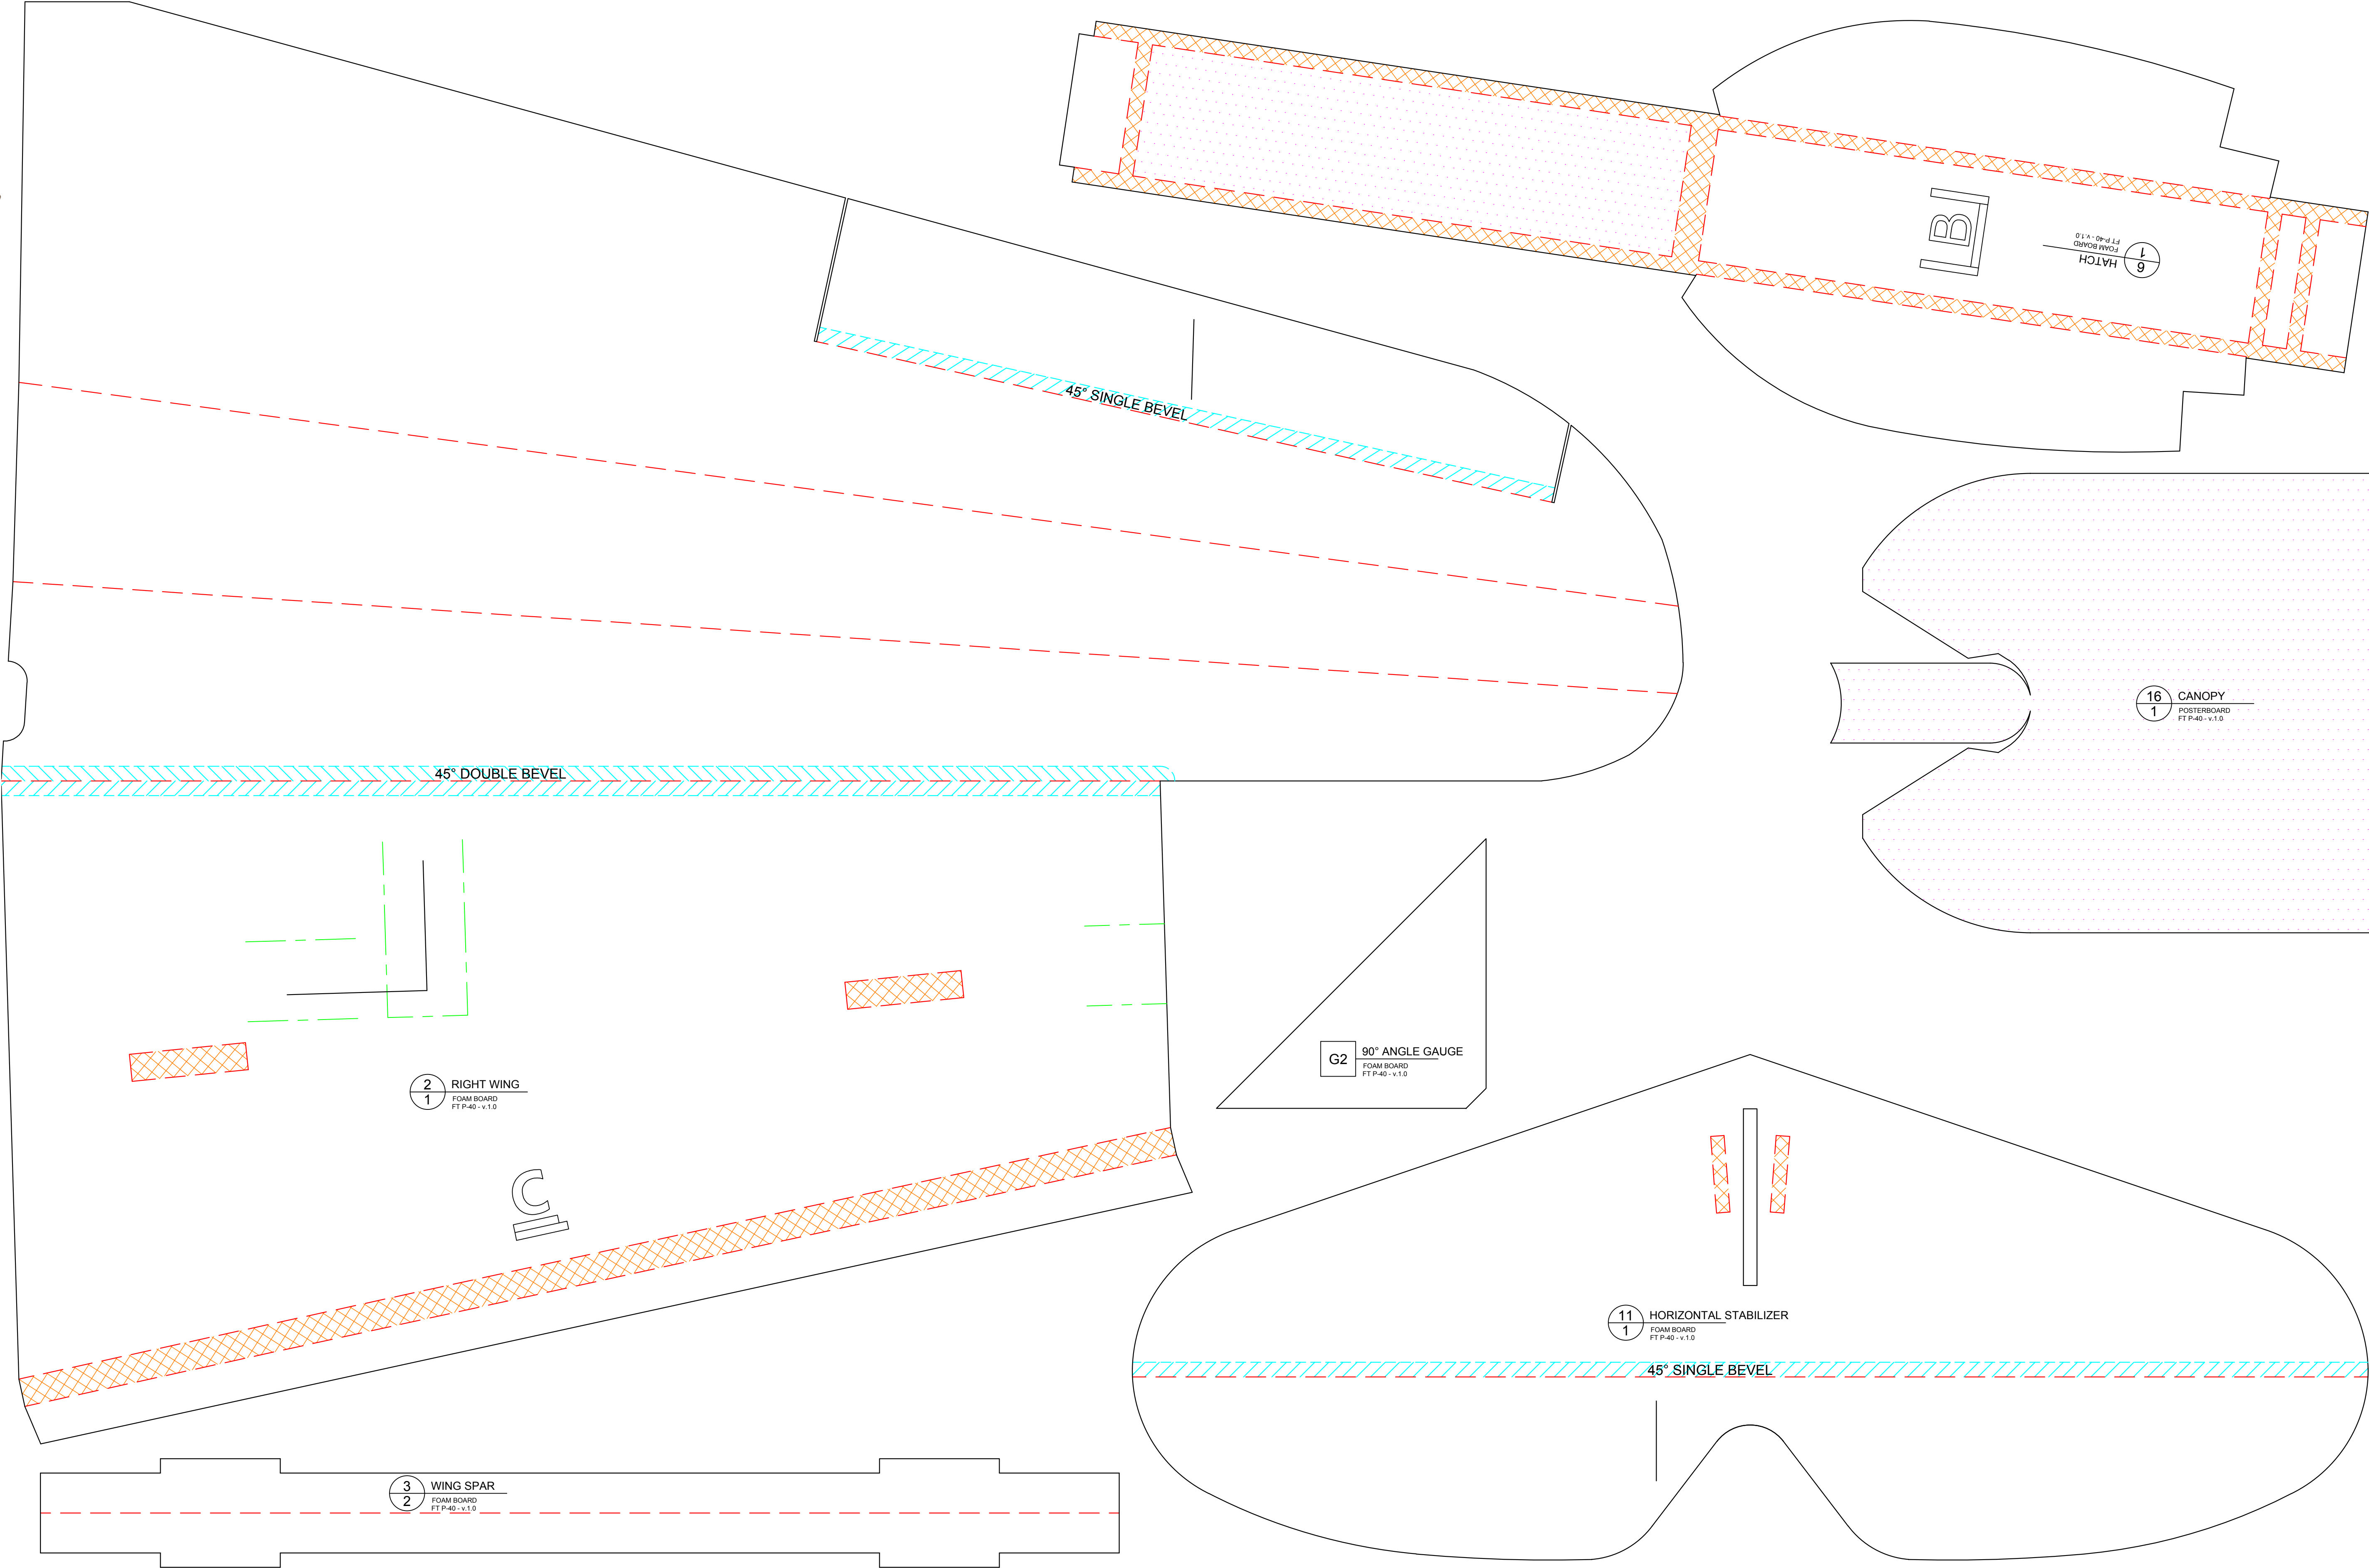 B
6
1
HATCH
FOAM BOARD
FT P-40 - v.1.0
45° SINGLE BEVEL
16
1
CANOPY
POSTERBOARD
FT P-40 - v.1.0
45° DOUBLE BEVEL
G2
90° ANGLE GAUGE
FOAM BOARD
FT P-40 - v.1.0
2
1
RIGHT WING
FOAM BOARD
FT P-40 - v.1.0
C
11
1
HORIZONTAL STABILIZER
FOAM BOARD
FT P-40 - v.1.0
45° SINGLE BEVEL
3
2
WING SPAR
FOAM BOARD
FT P-40 - v.1.0